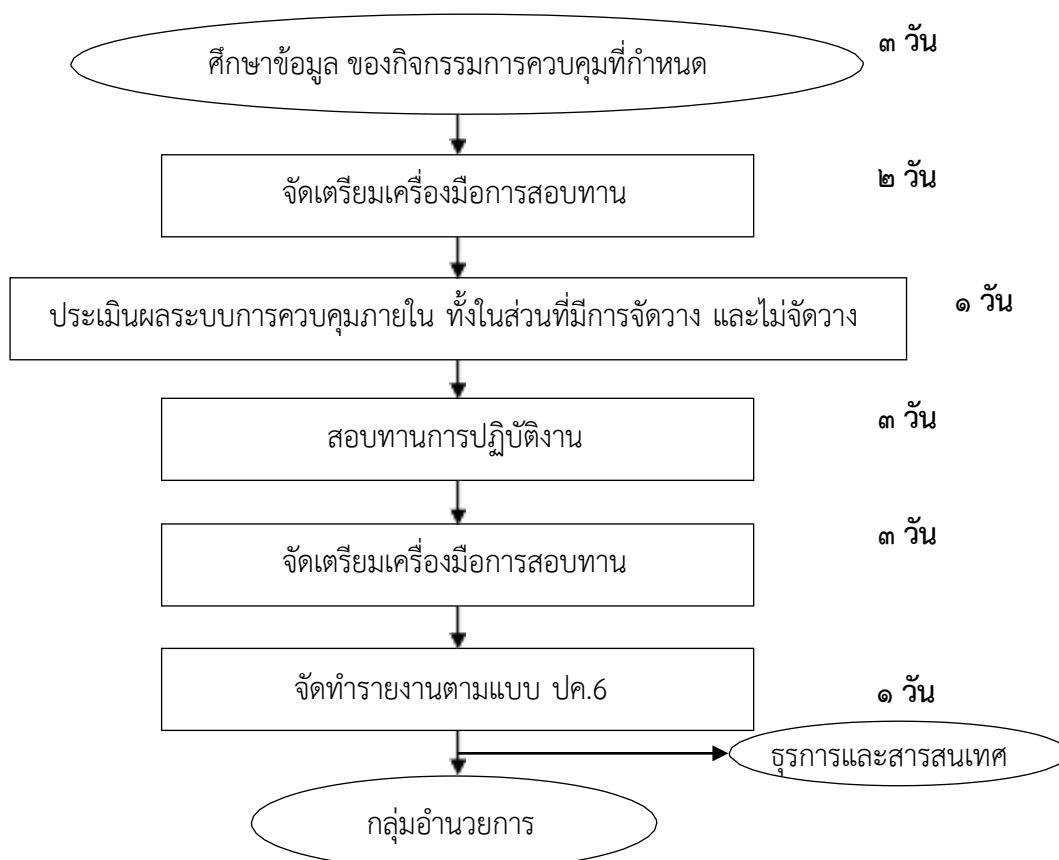 ศึกษาข้อมูล ของกิจกรรมการควบคุมที่กำหนด
๓ วัน
จัดเตรียมเครื่องมือการสอบทาน
๒ วัน
ประเมินผลระบบการควบคุมภายใน ทั้งในส่วนที่มีการจัดวาง และไม่จัดวาง
๑ วัน
สอบทานการปฏิบัติงาน
๓ วัน
จัดเตรียมเครื่องมือการสอบทาน
๓ วัน
จัดทำรายงานตามแบบ ปค.6
๑ วัน
ธุรการและสารสนเทศ
กลุ่มอำนวยการ